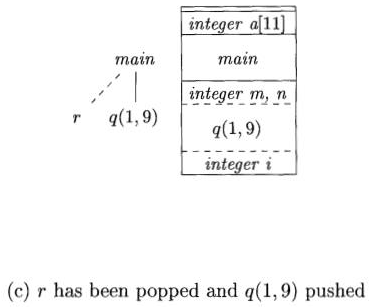 integer a[11]
main main
integer m, n
r q(1, 9) q(1, 9)
integer i
(c) r has been popped and q(1, 9) pushed